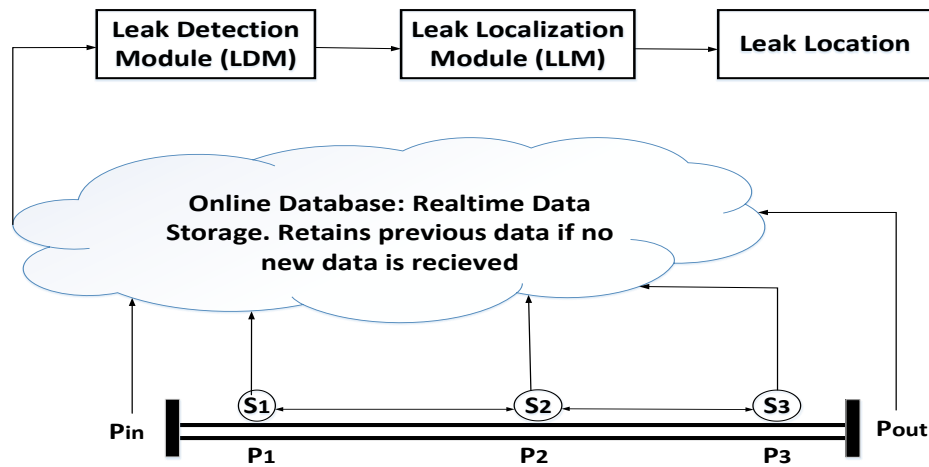 Leak Detection
Module (LDM)
Leak Localization
Module (LLM)
Leak Location
Online Database: Realtime Data
Storage. Retains previous data if no
new data is recieved
S1
S2
S3
Pin
Pout
P1
P2
P3